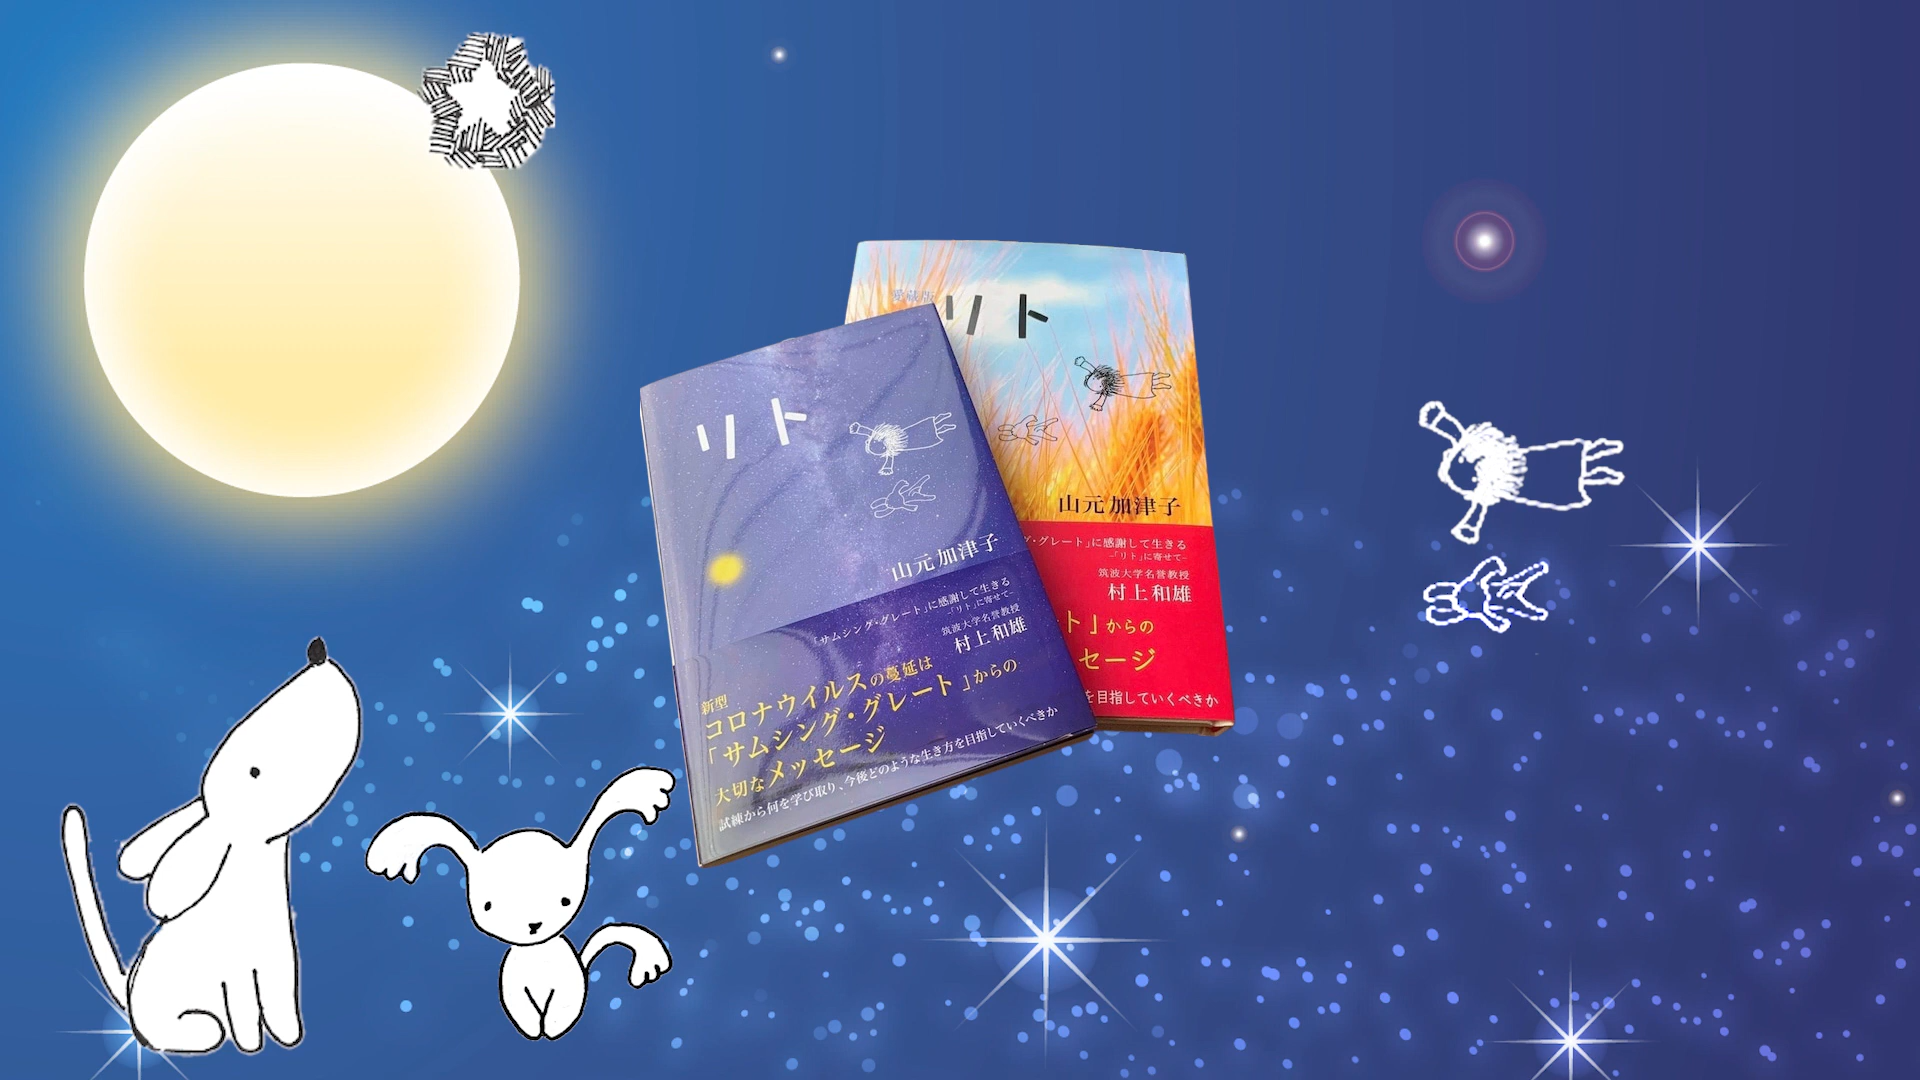 リト
山元加津子
「サムシング・グレート」に感謝して生きる
―「リト」に寄せて―
筑波大学名誉教授
村上和雄
新型
コロナウイルスの蔓延は
「サムシング・グレート」からの
大切なメッセージ
試練から何を学び取り、今後どのような生き方を目指していくべきか
愛蔵版
リト
山元加津子
グ・グレート」に感謝して生きる
―「リト」に寄せて―
筑波大学名誉教授
村上和雄
ト」からの
セージ
を目指していくべきか